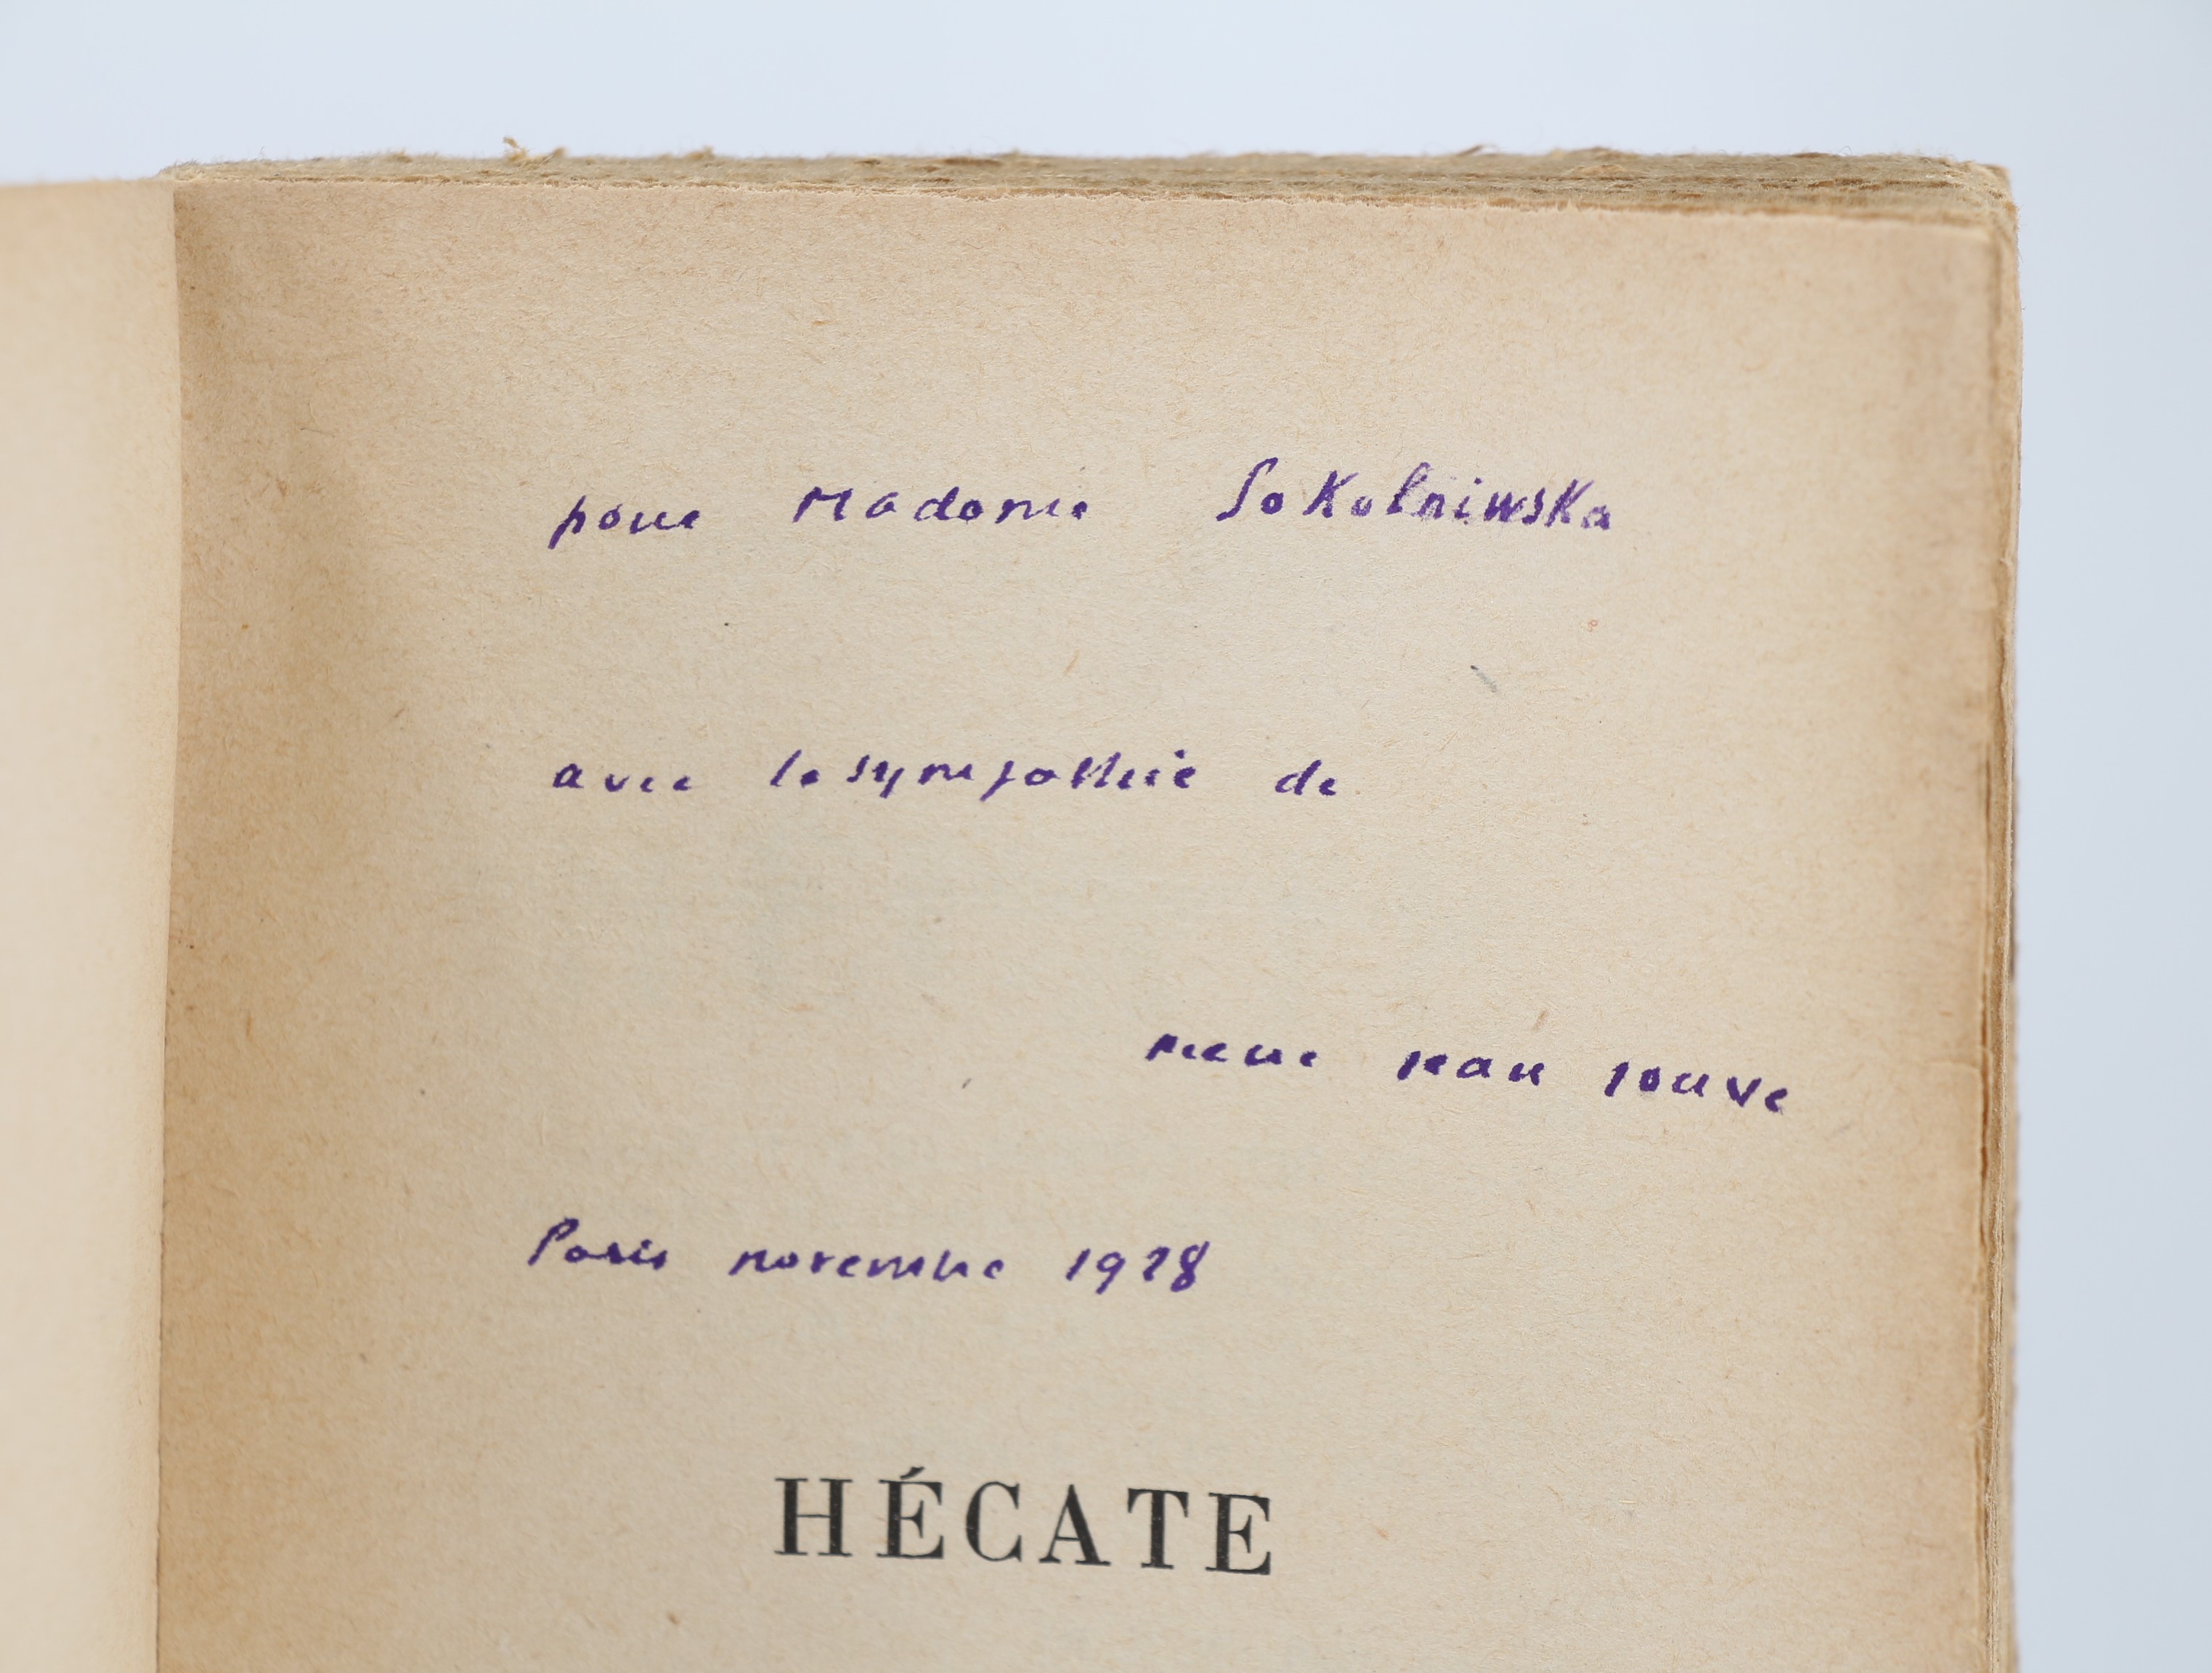 pour Madame SoKolniwsKa
avec la sympathie de
Pierre Jean Jouve
Paris novembre 1928
HÉCATE